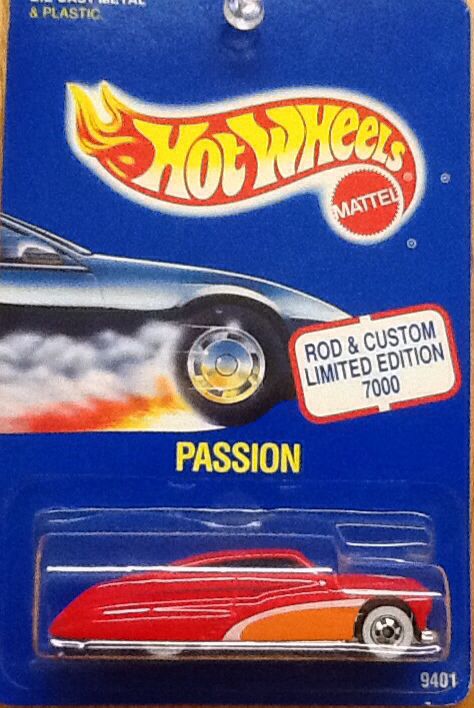 & PLASTIC.
HOT WHEELS®
MATTEL
®
®
ROD & CUSTOM
LIMITED EDITION
7000
PASSION
9401